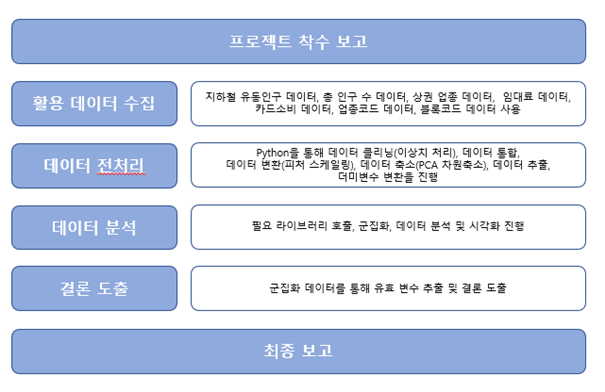 프로젝트 착수 보고
활용 데이터 수집
지하철 유동인구 데이터, 총 인구 수 데이터, 상권 업종 데이터, 임대료 데이터,
카드소비 데이터, 업종코드 데이터, 블록코드 데이터 사용
데이터 전처리
Python을 통해 데이터 클리닝(이상치 처리), 데이터 통합,
데이터 변환(피처 스케일링), 데이터 축소(PCA 차원축소), 데이터 추출,
더미변수 변환을 진행
데이터 분석
필요 라이브러리 호출, 군집화, 데이터 분석 및 시각화 진행
결론 도출
군집화 데이터를 통해 유효 변수 추출 및 결론 도출
최종 보고